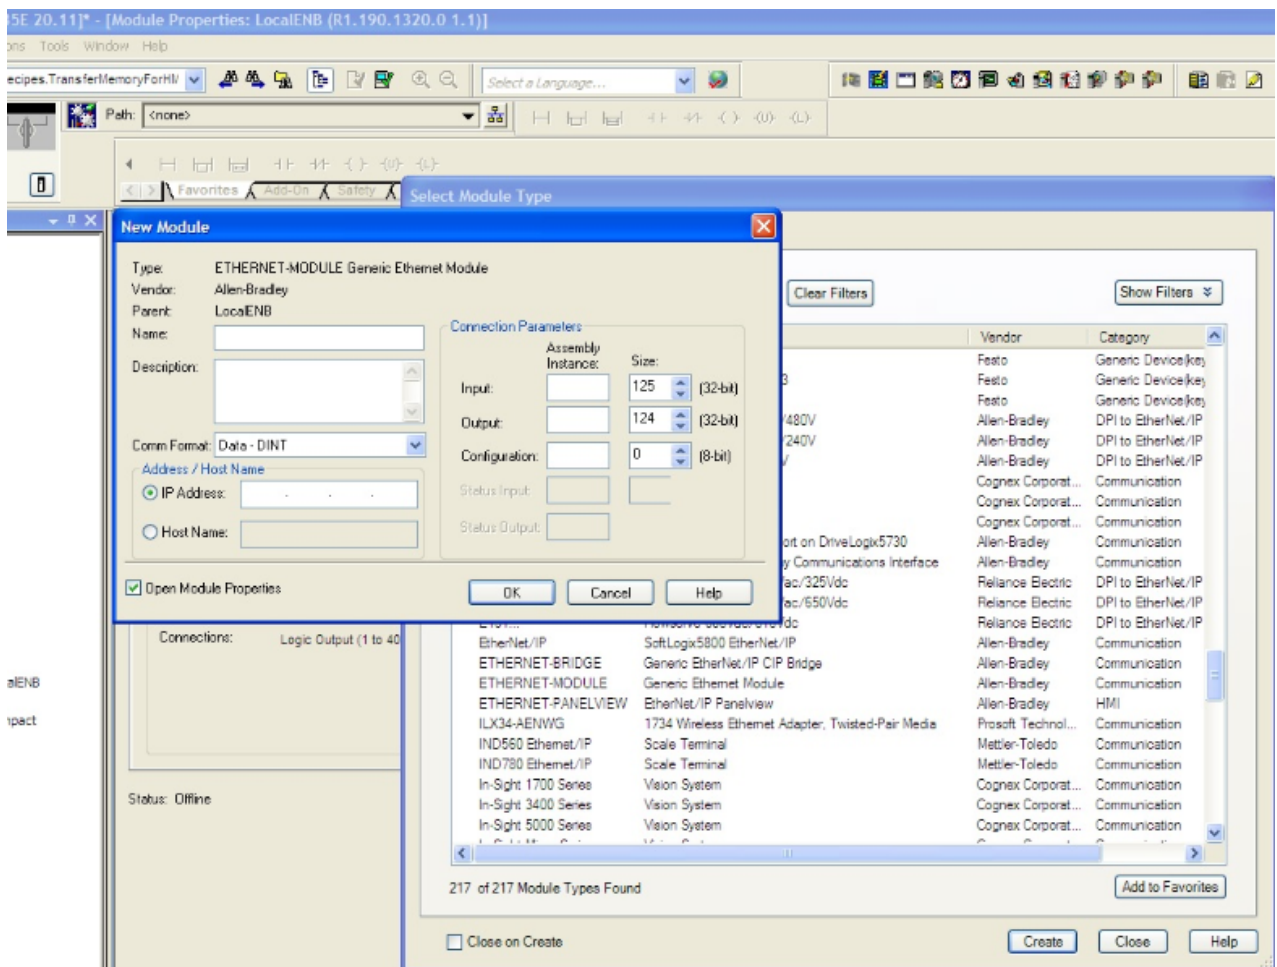 5E 20.11]* - [Module Properties: LocalENB (R1.190.1320.0 1.1)]
ons Tools Window Help
ecipes.TransferMemoryForHM
Select a Language...
Path: <none>
Favorites Add-On Safety
Select Module Type
New Module
Type: ETHERNET-MODULE Generic Ethernet Module
Vendor: Allen-Bradley
Parent: LocalENB
Name:
Description:
Comm Format: Data - DINT
Address / Host Name
IP Address:
Host Name:
Connection Parameters
Assembly Instance: Size:
Input: 125 (32-bit)
Output: 124 (32-bit)
Configuration: 0 (8-bit)
Status Input:
Status Output:
Open Module Properties
OK Cancel Help
Clear Filters Show Filters
Vendor Category
Festo Generic Device(key
3 Festo Generic Device(key
Festo Generic Device(key
/480V Allen-Bradley DPI to EtherNet/IP
/240V Allen-Bradley DPI to EtherNet/IP
Allen-Bradley DPI to EtherNet/IP
Cognex Corporat... Communication
Cognex Corporat... Communication
Cognex Corporat... Communication
ort on DriveLogix5730 Allen-Bradley Communication
y Communications Interface Allen-Bradley Communication
/ac/325Vdc Reliance Electric DPI to EtherNet/IP
ac/650Vdc Reliance Electric DPI to EtherNet/IP
Reliance Electric DPI to EtherNet/IP
EtherNet/IP SoftLogix5800 EtherNet/IP Allen-Bradley Communication
ETHERNET-BRIDGE Generic EtherNet/IP CIP Bridge Allen-Bradley Communication
ETHERNET-MODULE Generic Ethernet Module Allen-Bradley Communication
ETHERNET-PANELVIEW EtherNet/IP Panelview Allen-Bradley HMI
ILX34-AENWG 1734 Wireless Ethernet Adapter, Twisted-Pair Media Prosoft Technol... Communication
IND560 Ethernet/IP Scale Terminal Mettler-Toledo Communication
IND780 Ethernet/IP Scale Terminal Mettler-Toledo Communication
In-Sight 1700 Series Vision System Cognex Corporat... Communication
In-Sight 3400 Series Vision System Cognex Corporat... Communication
In-Sight 5000 Series Vision System Cognex Corporat... Communication
217 of 217 Module Types Found
Add to Favorites
Close on Create
Create Close Help
Connections: Logic Output (1 to 40
alENB
mpact
Status: Offline